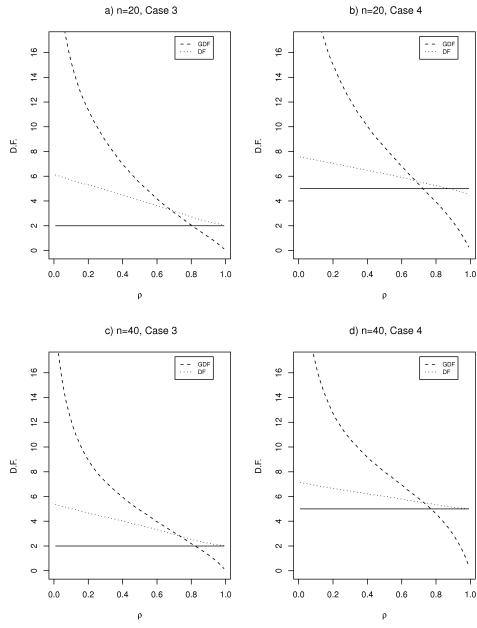 a) n=20, Case 3
GDF
DF
D.F.
0 2 4 6 8 10 12 14 16
0.0 0.2 0.4 0.6 0.8 1.0
ρ
b) n=20, Case 4
GDF
DF
D.F.
0 2 4 6 8 10 12 14 16
0.0 0.2 0.4 0.6 0.8 1.0
ρ
c) n=40, Case 3
GDF
DF
D.F.
0 2 4 6 8 10 12 14 16
0.0 0.2 0.4 0.6 0.8 1.0
ρ
d) n=40, Case 4
GDF
DF
D.F.
0 2 4 6 8 10 12 14 16
0.0 0.2 0.4 0.6 0.8 1.0
ρ